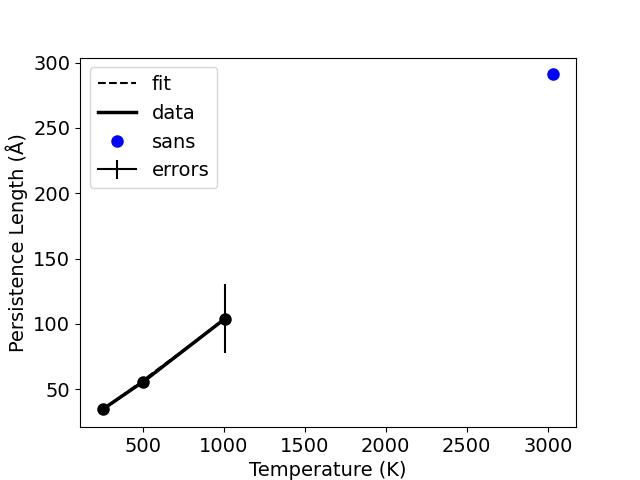 300
250
200
150
100
50
Persistence Length (Å)
fit
data
sans
errors
500 1000 1500 2000 2500 3000
Temperature (K)